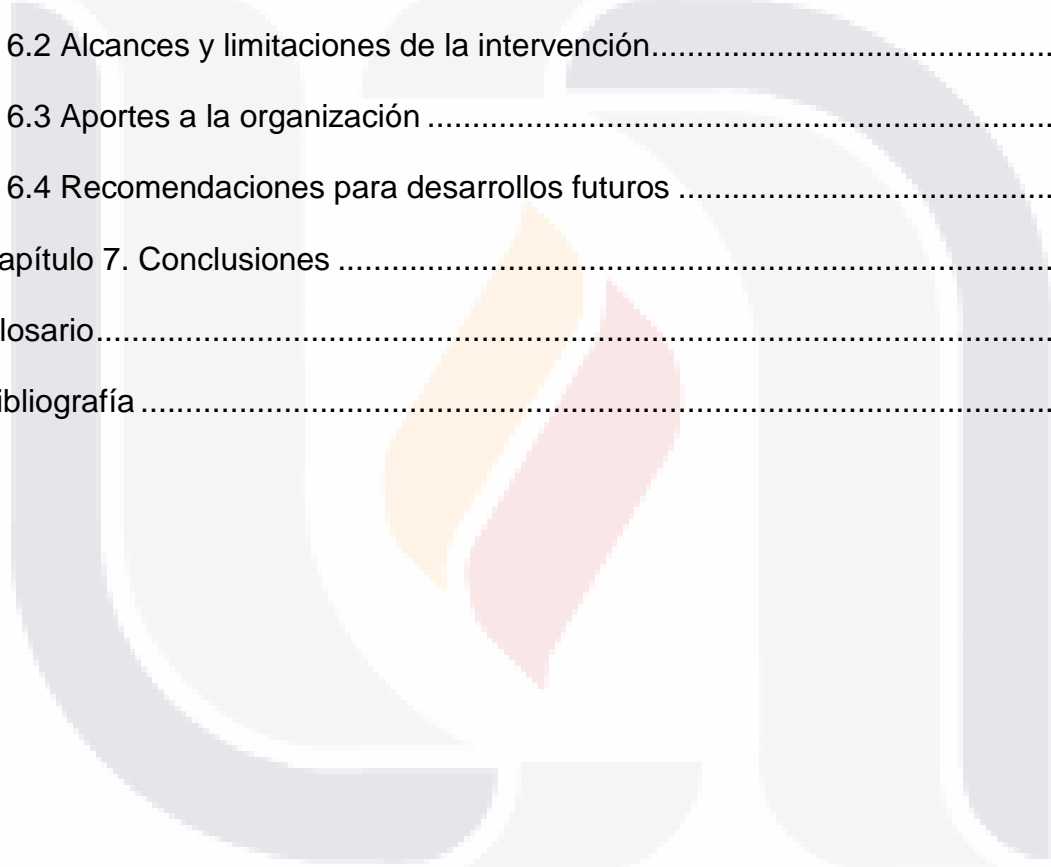 6.2 Alcances y limitaciones de la intervención..................................................
6.3 Aportes a la organización ..............................................................................
6.4 Recomendaciones para desarrollos futuros ..............................................
apítulo 7. Conclusiones ........................................................................................
losario.....................................................................................................................
ibliografía ...............................................................................................................